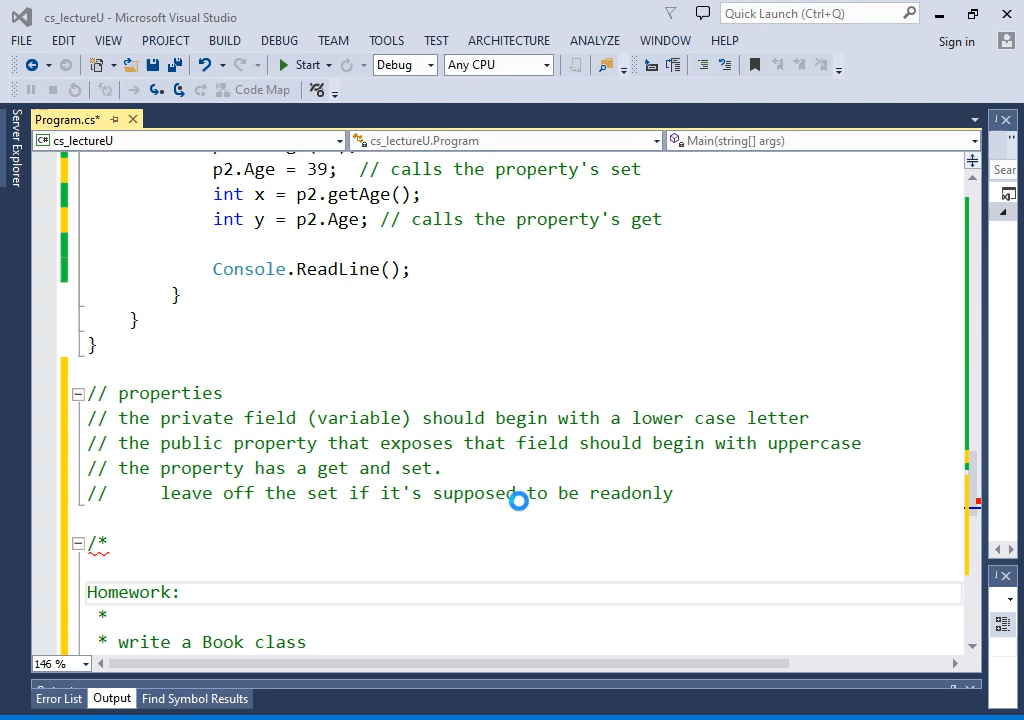 cs_lectureU - Microsoft Visual Studio
Quick Launch (Ctrl+Q)
FILE EDIT VIEW PROJECT BUILD DEBUG TEAM TOOLS TEST ARCHITECTURE ANALYZE WINDOW HELP
Sign in
Start Debug Any CPU
Code Map
Server Explorer
Program.cs*
cs_lectureU cs_lectureU.Program Main(string[] args)
Sear
p2.Age = 39;  // calls the property's set
int x = p2.getAge();
int y = p2.Age; // calls the property's get
Console.ReadLine();
}
}
}
// properties
// the private field (variable) should begin with a lower case letter
// the public property that exposes that field should begin with uppercase
// the property has a get and set.
//     leave off the set if it's supposed to be readonly
/*
Homework:
*
* write a Book class
146 %
Error List Output Find Symbol Results